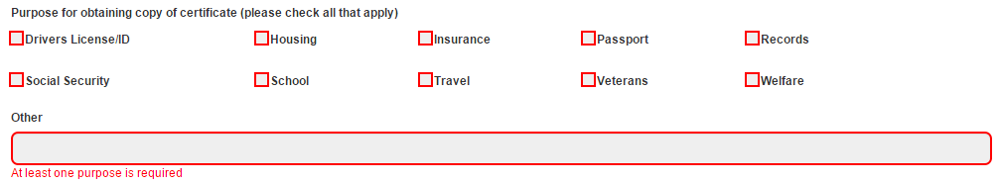 Purpose for obtaining copy of certificate (please check all that apply)
Drivers License/ID Housing Insurance Passport Records
Social Security School Travel Veterans Welfare
Other
At least one purpose is required